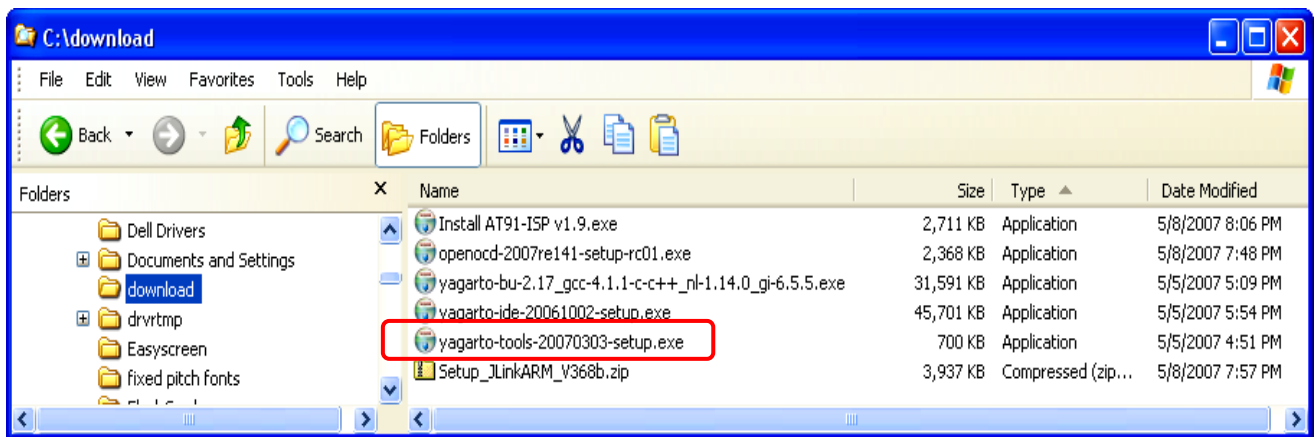 C:\download
File Edit View Favorites Tools Help
Back Search Folders
Folders X Name Size Type Date Modified
Dell Drivers
Documents and Settings
download
drvrtmp
Easyscreen
fixed pitch fonts
Install AT91-ISP v1.9.exe 2,711 KB Application 5/8/2007 8:06 PM
openocd-2007re141-setup-rc01.exe 2,368 KB Application 5/8/2007 7:48 PM
yagarto-bu-2.17_gcc-4.1.1-c-c++_nl-1.14.0_gi-6.5.5.exe 31,591 KB Application 5/5/2007 5:09 PM
yagarto-ide-20061002-setup.exe 45,701 KB Application 5/5/2007 5:54 PM
yagarto-tools-20070303-setup.exe 700 KB Application 5/5/2007 4:51 PM
Setup_JLinkARM_V368b.zip 3,937 KB Compressed (zip... 5/8/2007 7:57 PM